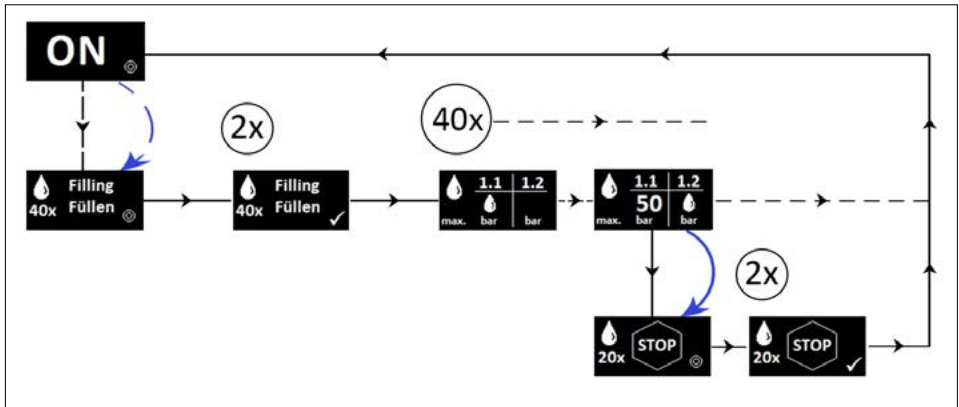 ON
2x
40x
Filling
Füllen
40x
Filling
Füllen
40x
1.1 1.2
max. bar bar
1.1 1.2
50
max. bar bar
2x
STOP
20x
STOP
20x